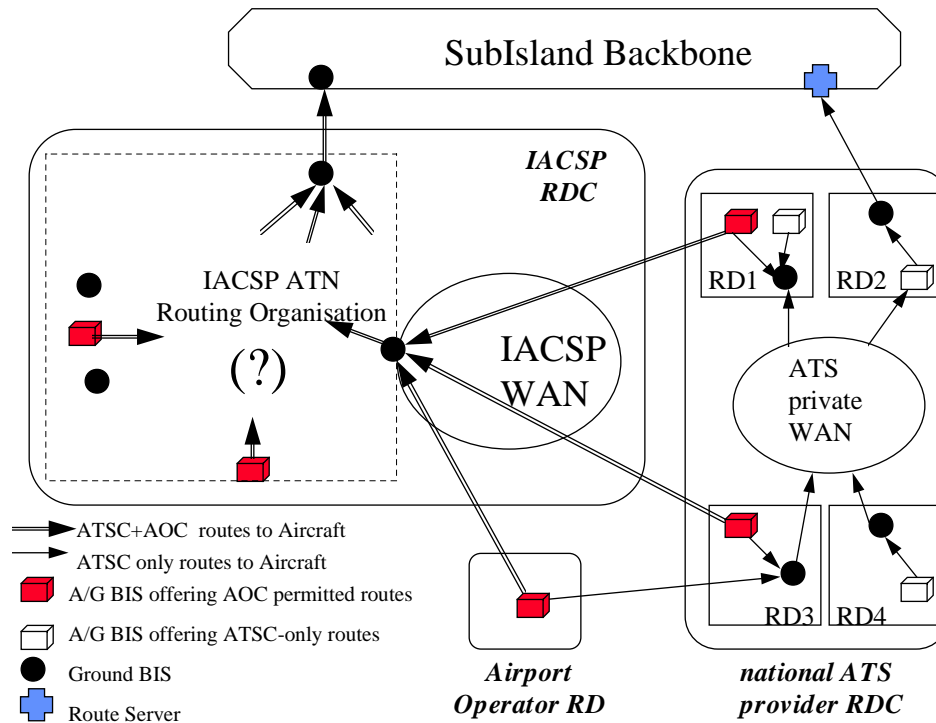 SubIsland Backbone
IACSP
RDC
IACSP ATN
Routing Organisation
(?)
IACSP
WAN
RD1
RD2
ATS
private
WAN
RD3
RD4
ATSC+AOC routes to Aircraft
ATSC only routes to Aircraft
A/G BIS offering AOC permitted routes
A/G BIS offering ATSC-only routes
Ground BIS
Route Server
Airport
Operator RD
national ATS
provider RDC